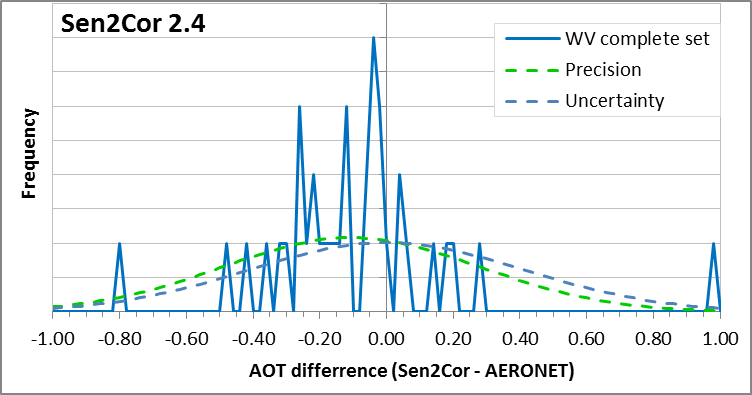 Sen2Cor 2.4
WV complete set
Precision
Uncertainty
Frequency
-1.00 -0.80 -0.60 -0.40 -0.20 0.00 0.20 0.40 0.60 0.80 1.00
AOT differrence (Sen2Cor - AERONET)